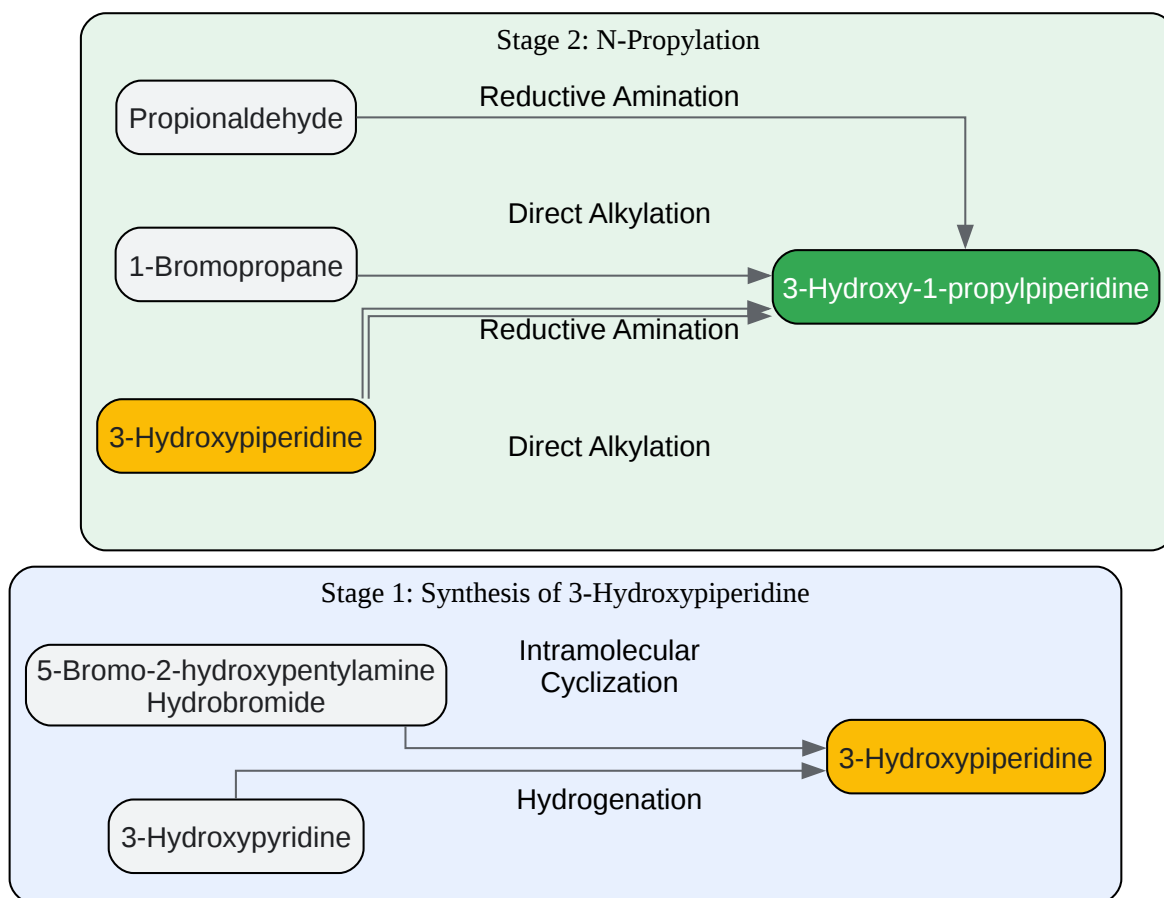 Stage 2: N-Propylation
Reductive Amination
Propionaldehyde
Direct Alkylation
1-Bromopropane
3-Hydroxy-1-propylpiperidine
Reductive Amination
3-Hydroxypiperidine
Direct Alkylation
Stage 1: Synthesis of 3-Hydroxypiperidine
5-Bromo-2-hydroxypentylamine
Hydrobromide
Intramolecular
Cyclization
3-Hydroxypiperidine
Hydrogenation
3-Hydroxypyridine